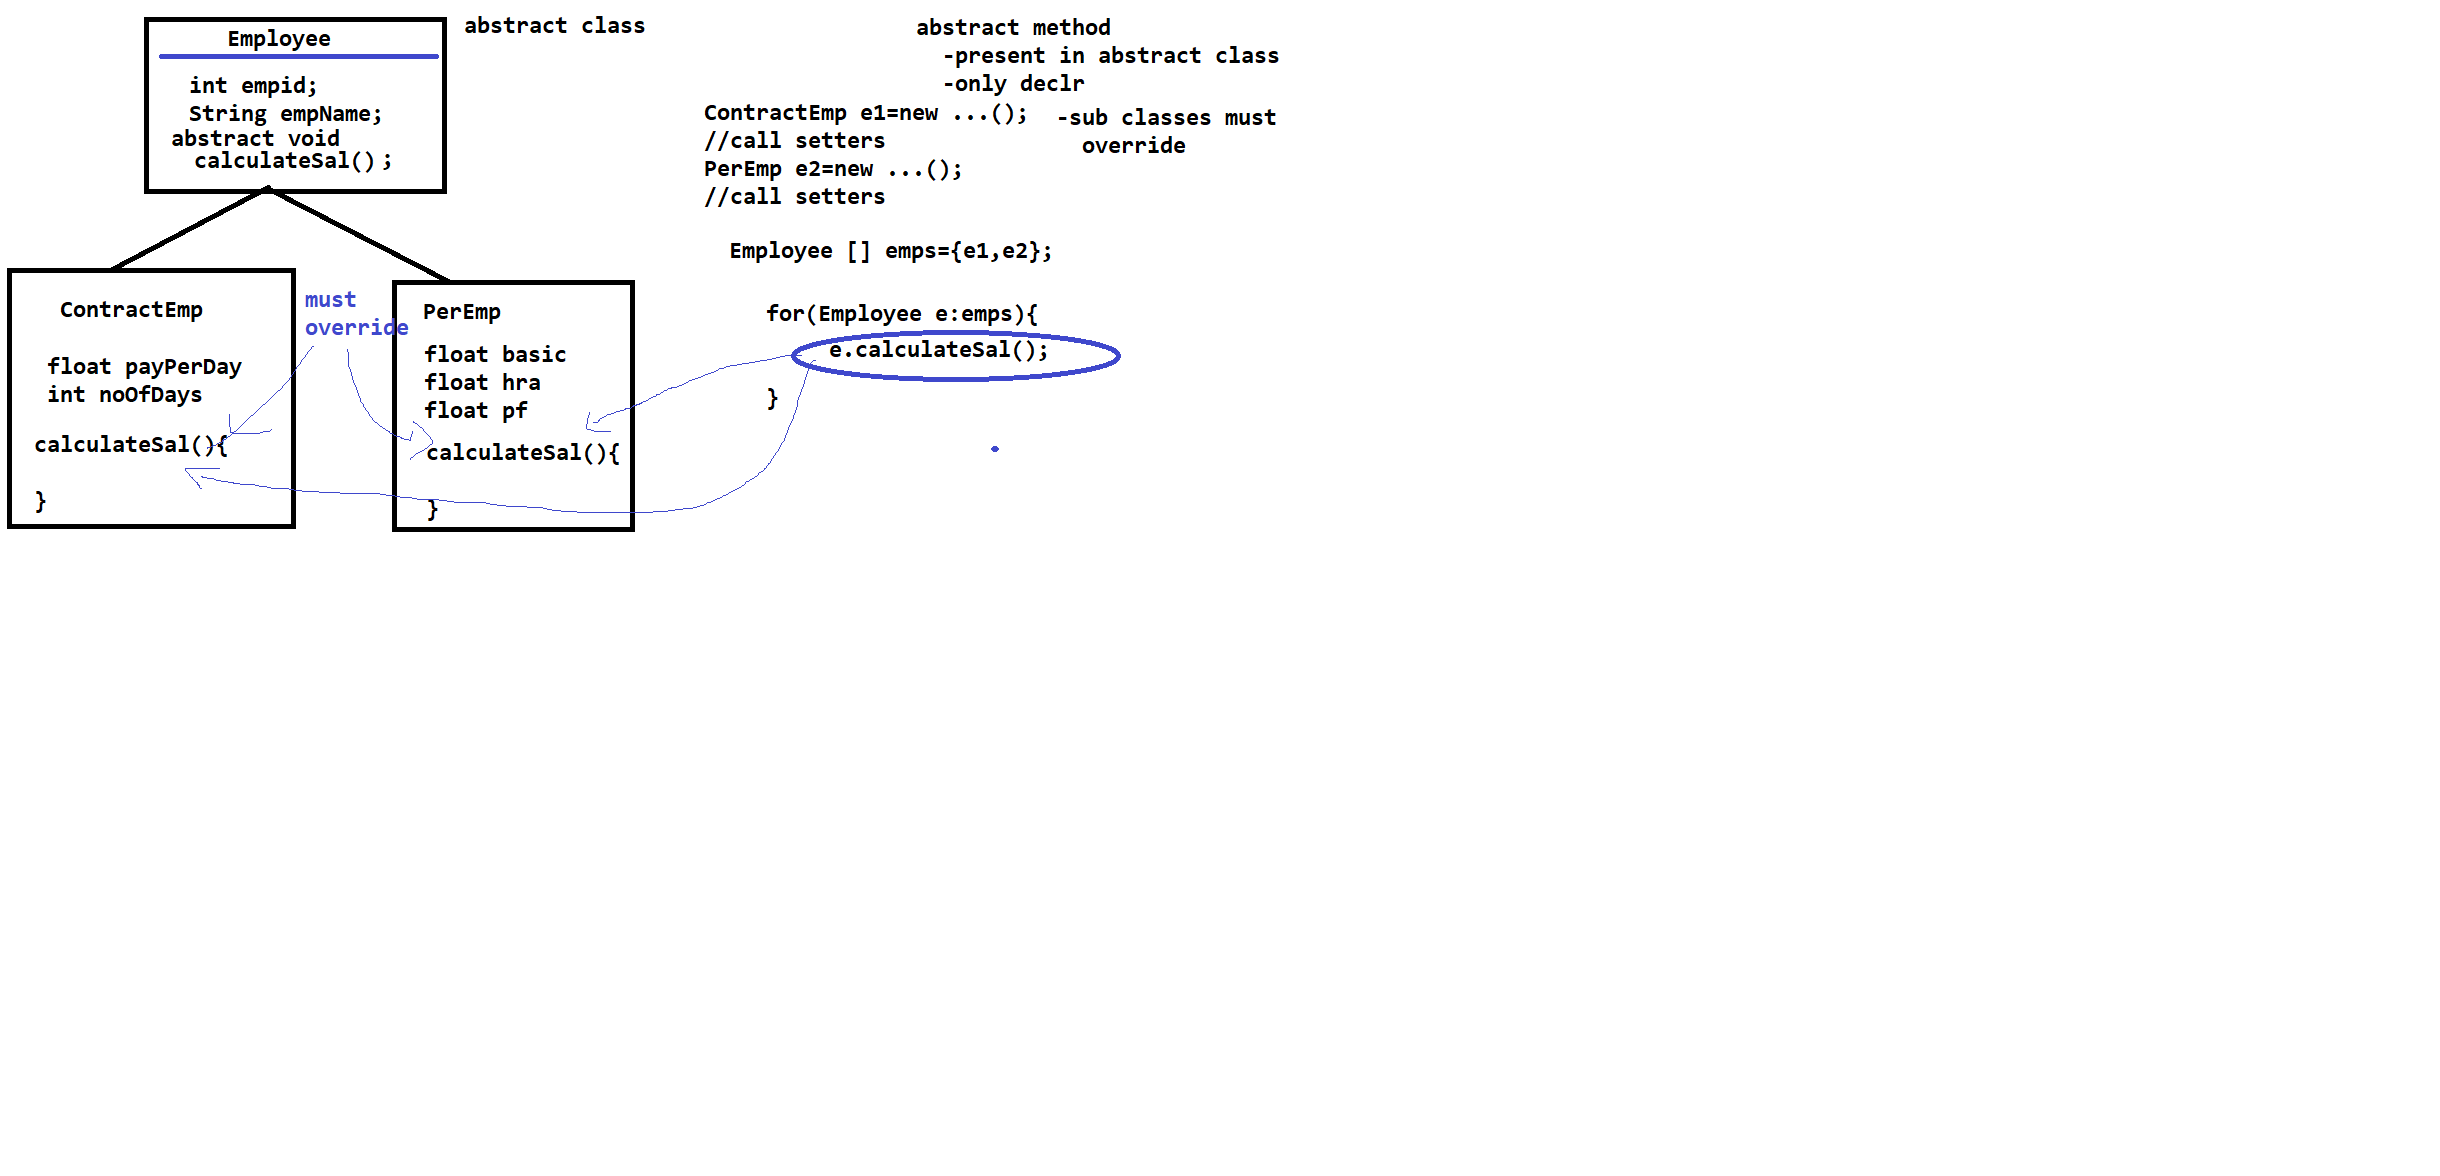 Employee
int empid;
String empName;
abstract void
calculateSal();
abstract class
abstract method
-present in abstract class
-only declr
-sub classes must
override
ContractEmp e1=new ...();
//call setters
PerEmp e2=new ...();
//call setters
Employee [] emps={e1,e2};
for(Employee e:emps){
e.calculateSal();
}
ContractEmp
float payPerDay
int noOfDays
calculateSal(){
}
must
override
PerEmp
float basic
float hra
float pf
calculateSal(){
}